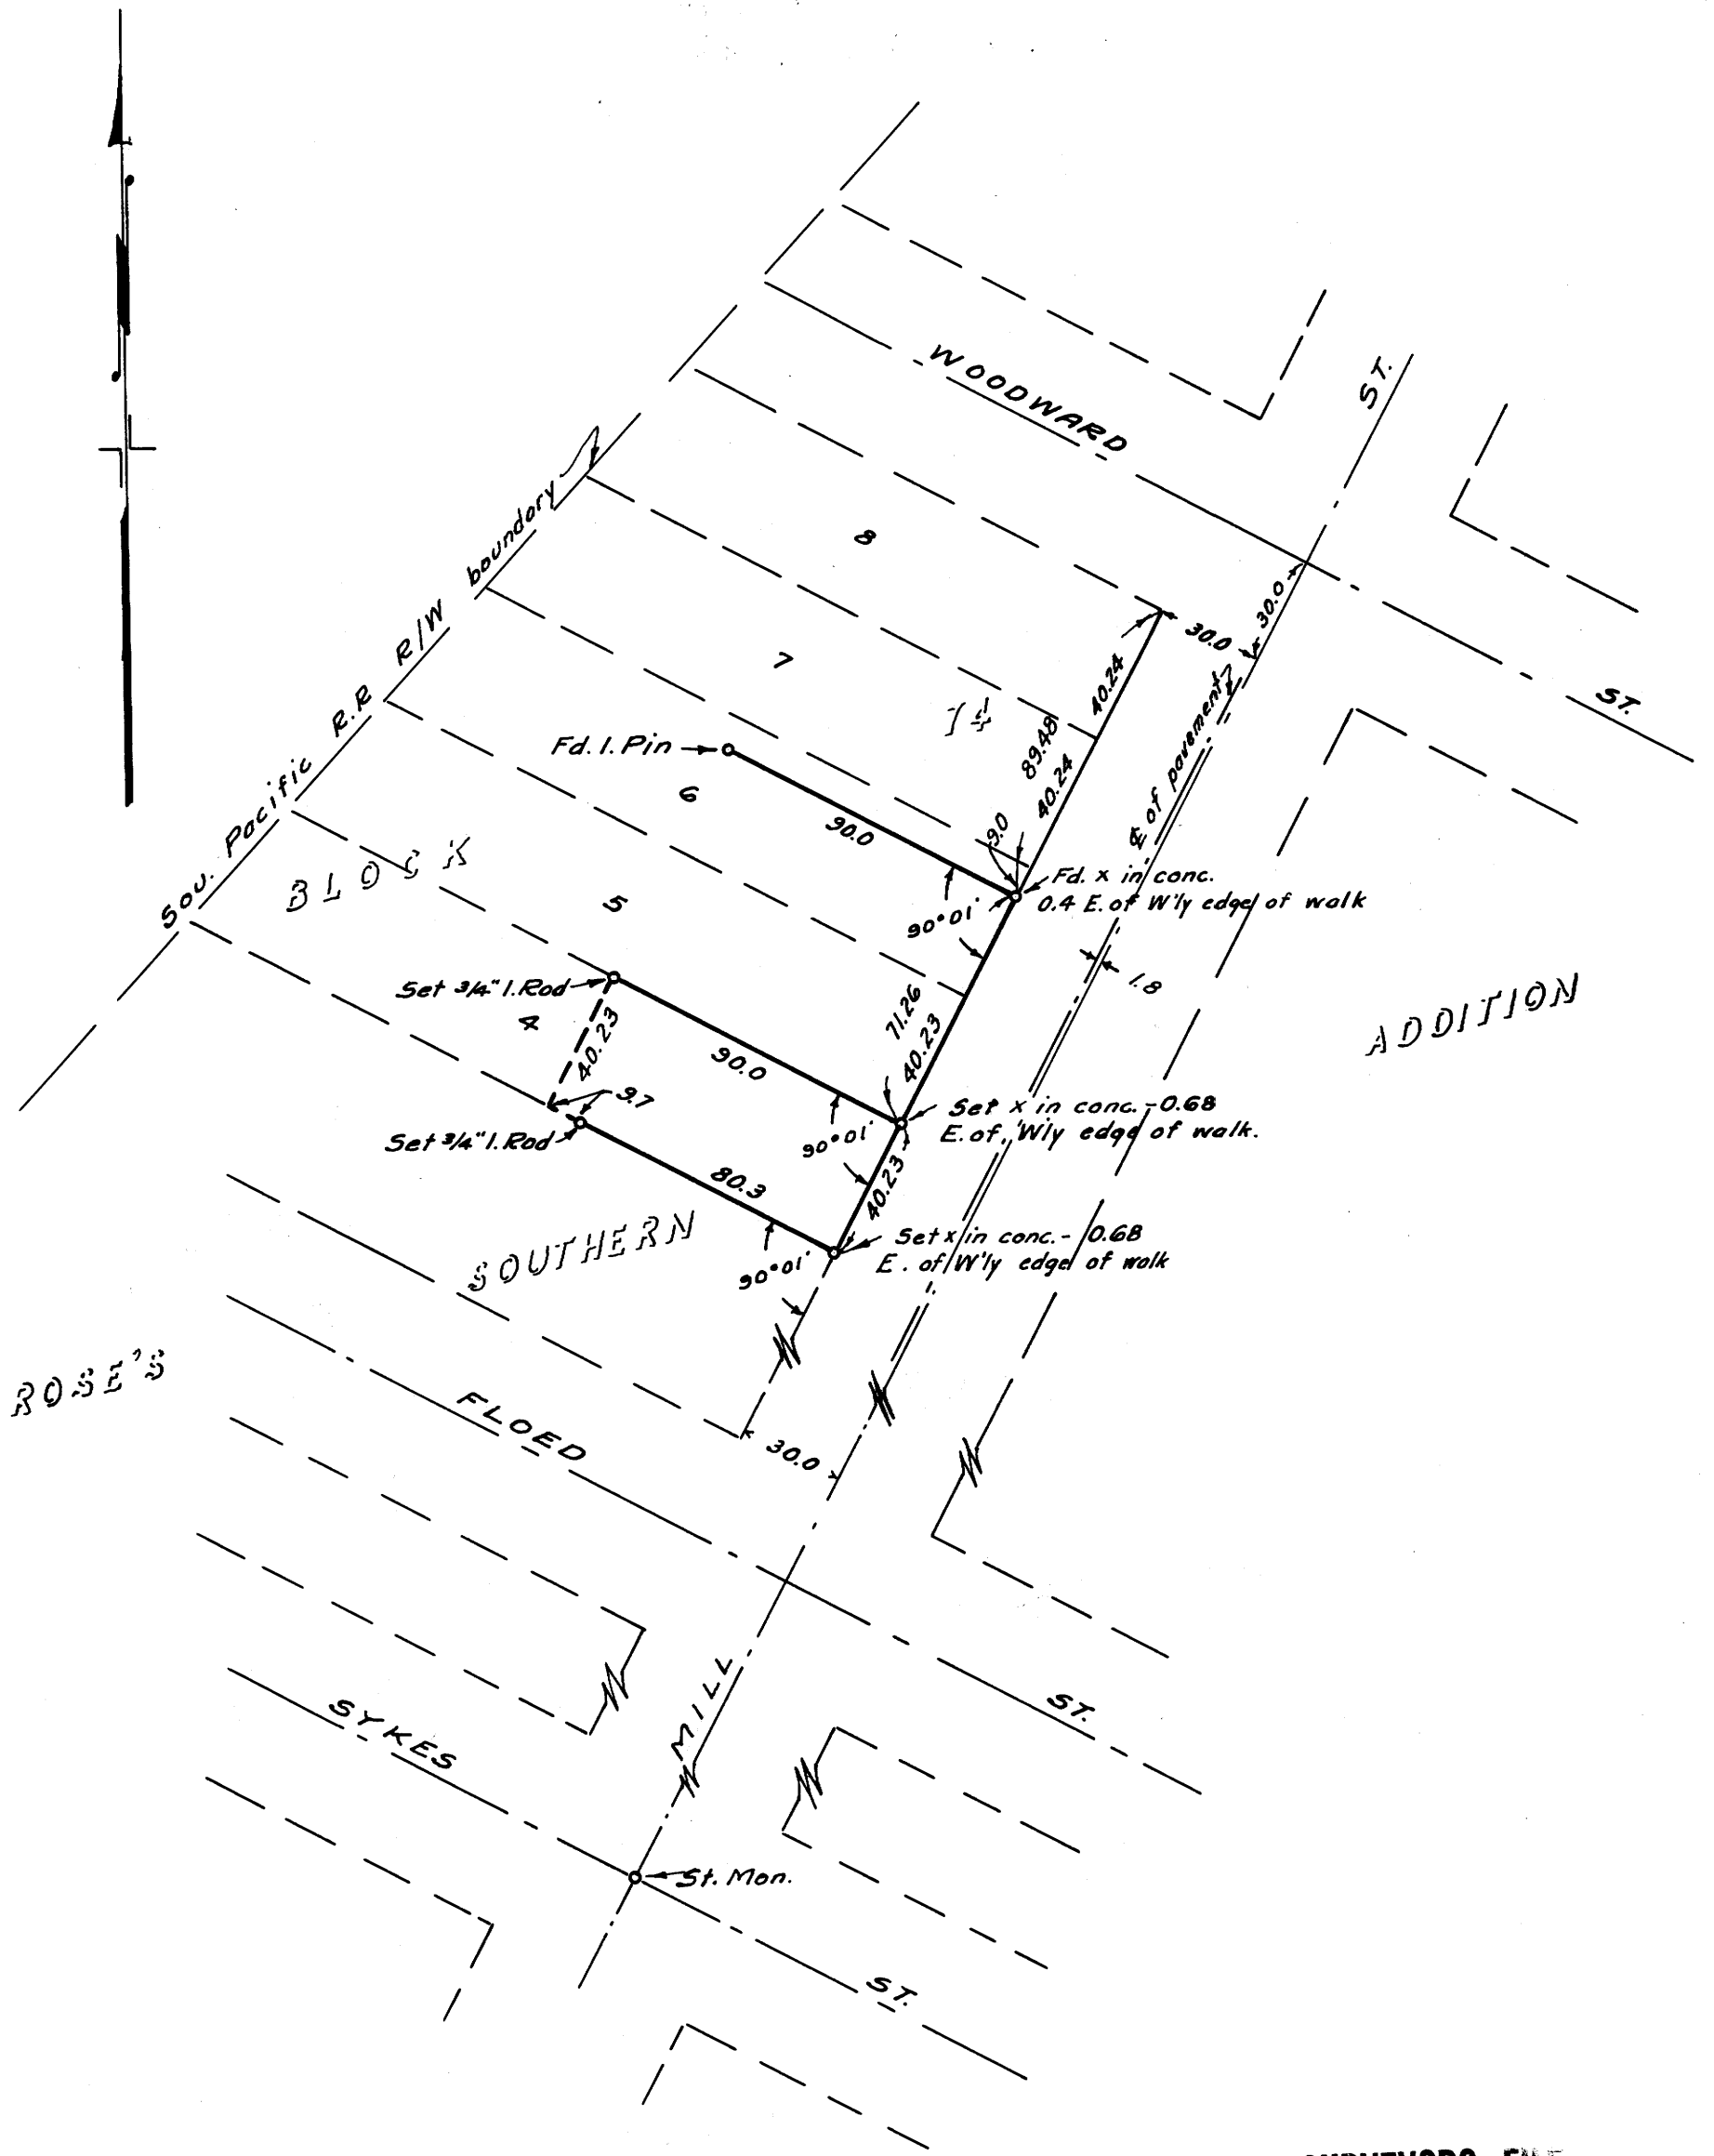 WOODWARD
ST.
30.0
30.0
ST.
8
Sou. Pacific R.R R/W boundary
7
74
40.24
89.48
40.24
9.0
℄ of pavement
Fd. I. Pin
6
90.0
Fd. x in conc.
0.4 E. of W'ly edge of walk
90°01'
BLOCK
5
1.8
ADDITION
Set 3/4" I. Rod
4
40.23
90.0
71.26
40.23
Set x in conc. - 0.68
E. of W'ly edge of walk.
90°01'
9.7
Set 3/4" I. Rod
80.3
40.23
Set x in conc. - 0.68
E. of W'ly edge of walk
90°01'
SOUTHERN
ROSE'S
FLOED
30.0
ST.
MILL
SYKES
St. Mon.
ST.